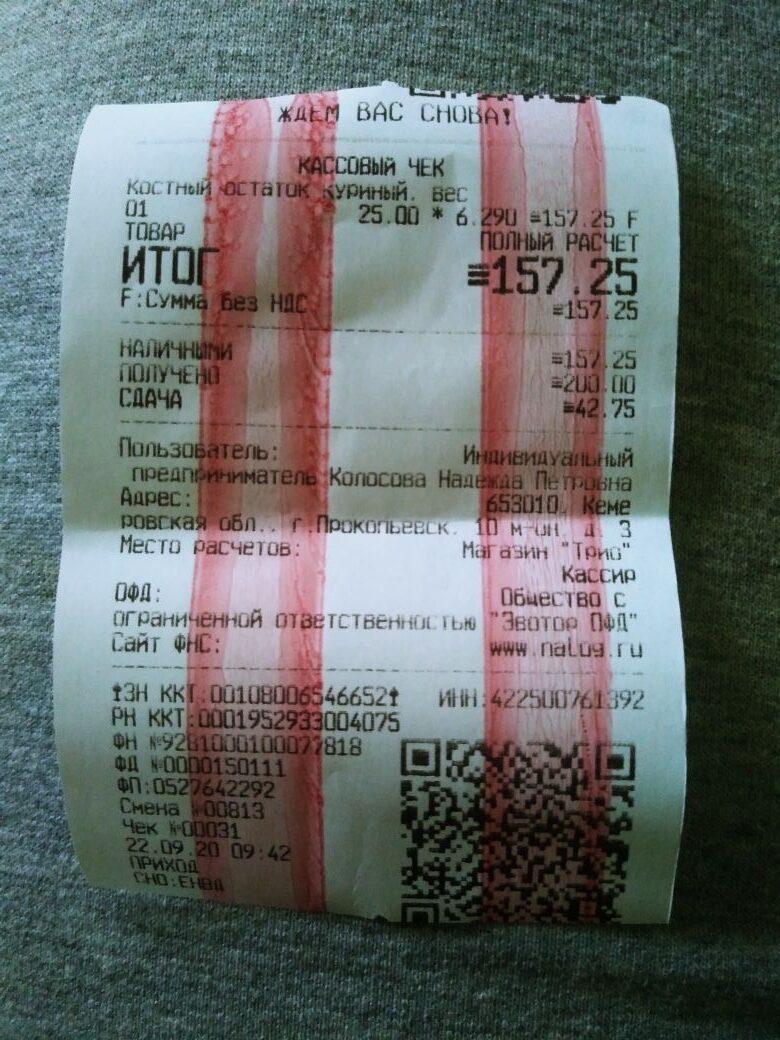 ЖДЕМ ВАС СНОВА!
КАССОВЫЙ ЧЕК
Костный остаток куриный, вес
01 25.00 * 6.290 ≡157.25 F
ТОВАР ПОЛНЫЙ РАСЧЕТ
ИТОГ ≡157.25
F:Сумма без НДС ≡157.25
НАЛИЧНЫМИ ≡157.25
ПОЛУЧЕНО ≡200.00
СДАЧА ≡42.75
Пользователь: Индивидуальный
предприниматель Колосова Надежда Петровна
Адрес: 653010, Кеме
ровская обл., г.Прокопьевск, 10 м-он, д. 3
Место расчетов: Магазин "Трио"
Кассир
ОФД: Общество с
ограниченной ответственностью "Эвотор ОФД"
Сайт ФНС: www.nalog.ru
ЗН ККТ:00108006546652 ИНН:422500761392
РН ККТ:0001952933004075
ФН №9281000100077818
ФД №0000150111
ФП:0527642292
Смена №00813
Чек №00031
22.09.20 09:42
ПРИХОД
СНО:ЕНВД